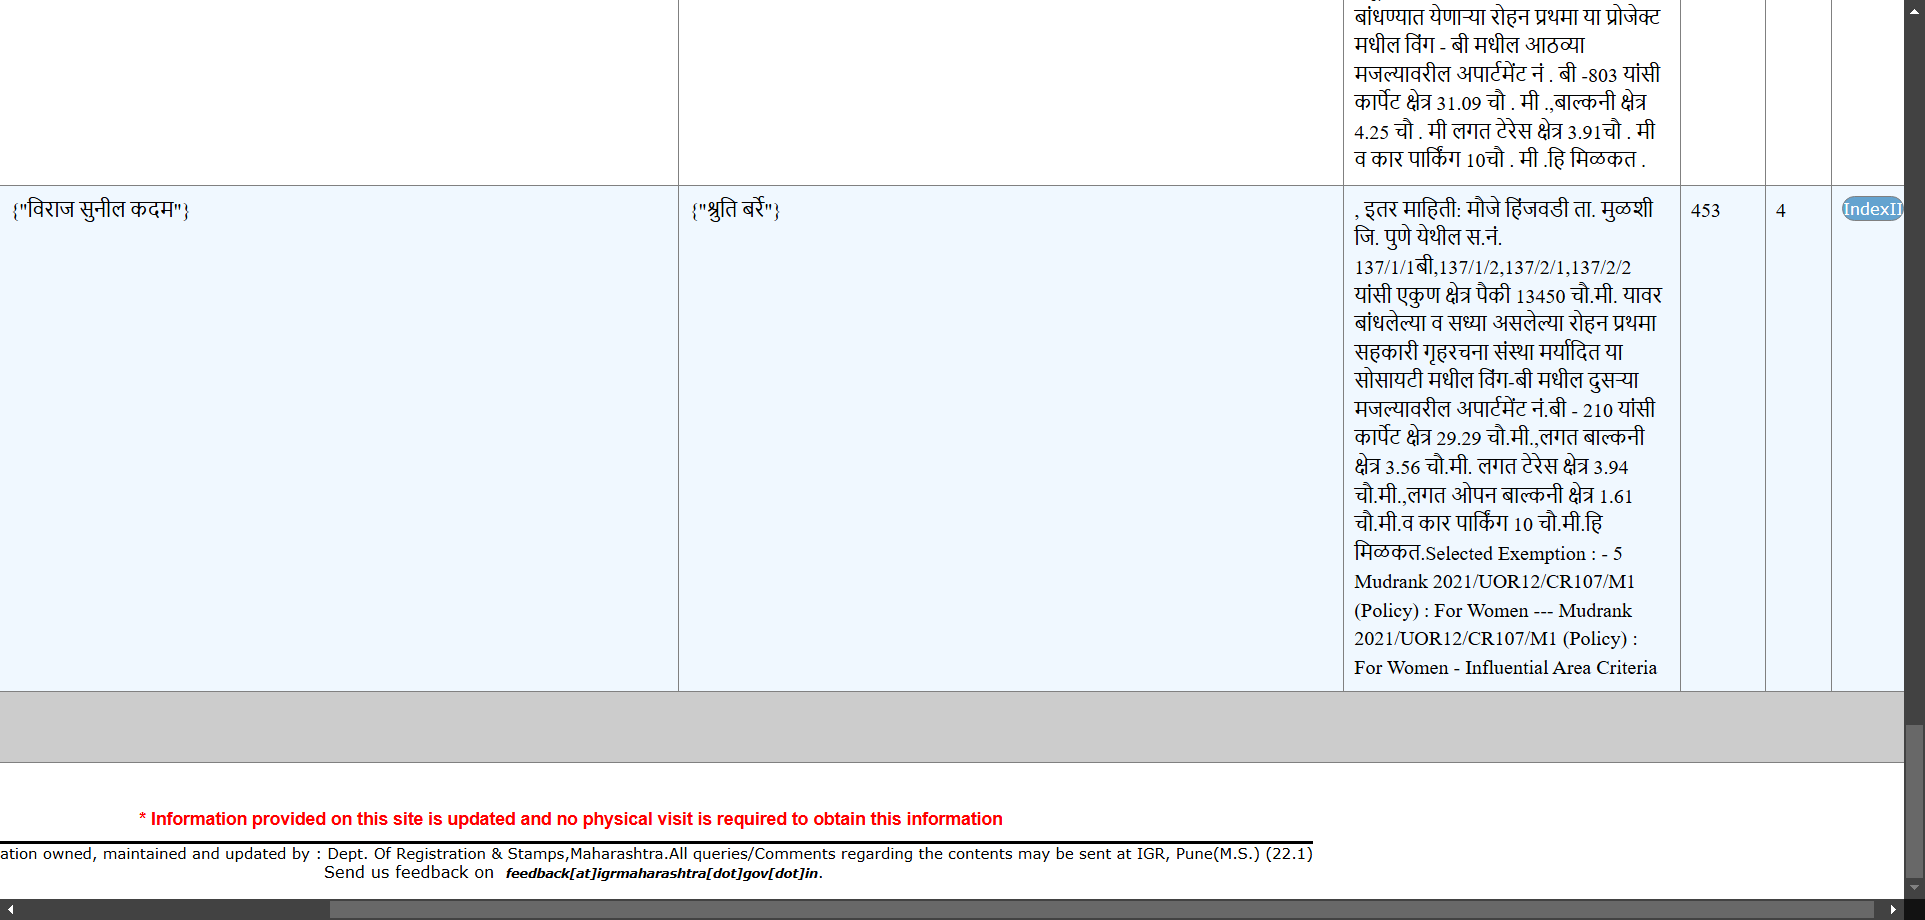 बांधण्यात येणाऱ्या रोहन प्रथमा या प्रोजेक्ट
मधील विंग - बी मधील आठव्या
मजल्यावरील अपार्टमेंट नं . बी -803 यांसी
कार्पेट क्षेत्र 31.09 चौ . मी .,बाल्कनी क्षेत्र
4.25 चौ . मी लगत टेरेस क्षेत्र 3.91चौ . मी
व कार पार्किंग 10चौ . मी .हि मिळकत .
{"विराज सुनील कदम"}
{"श्रुति बर्रे"}
, इतर माहिती: मौजे हिंजवडी ता. मुळशी
जि. पुणे येथील स.नं.
137/1/1बी,137/1/2,137/2/1,137/2/2
यांसी एकुण क्षेत्र पैकी 13450 चौ.मी. यावर
बांधलेल्या व सध्या असलेल्या रोहन प्रथमा
सहकारी गृहरचना संस्था मर्यादित या
सोसायटी मधील विंग-बी मधील दुसऱ्या
मजल्यावरील अपार्टमेंट नं.बी - 210 यांसी
कार्पेट क्षेत्र 29.29 चौ.मी.,लगत बाल्कनी
क्षेत्र 3.56 चौ.मी. लगत टेरेस क्षेत्र 3.94
चौ.मी.,लगत ओपन बाल्कनी क्षेत्र 1.61
चौ.मी.व कार पार्किंग 10 चौ.मी.हि
मिळकत.Selected Exemption : - 5
Mudrank 2021/UOR12/CR107/M1
(Policy) : For Women --- Mudrank
2021/UOR12/CR107/M1 (Policy) :
For Women - Influential Area Criteria
453
4
IndexII
* Information provided on this site is updated and no physical visit is required to obtain this information
ation owned, maintained and updated by : Dept. Of Registration & Stamps,Maharashtra.All queries/Comments regarding the contents may be sent at IGR, Pune(M.S.) (22.1)
Send us feedback on feedback[at]igrmaharashtra[dot]gov[dot]in.